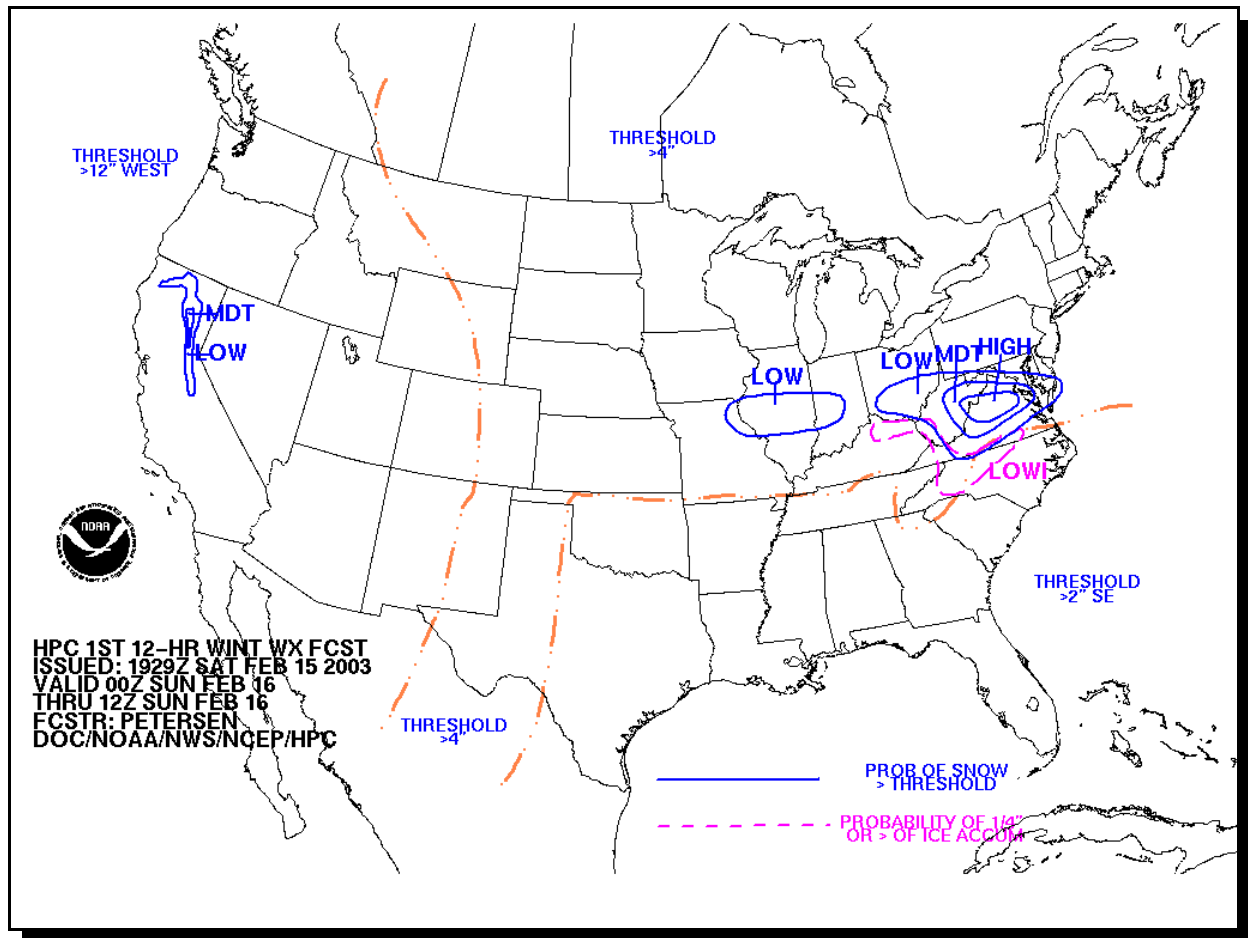 THRESHOLD
>12" WEST
THRESHOLD
>4"
MDT
LOW
LOW
LOW
MDT
HIGH
LOWI
NOAA
THRESHOLD
>2" SE
HPC 1ST 12-HR WINT WX FCST
ISSUED: 1929Z SAT FEB 15 2003
VALID 00Z SUN FEB 16
THRU 12Z SUN FEB 16
FCSTR: PETERSEN
DOC/NOAA/NWS/NCEP/HPC
THRESHOLD
>4"
PROB OF SNOW
> THRESHOLD
PROBABILITY OF 1/4"
OR > OF ICE ACCUM